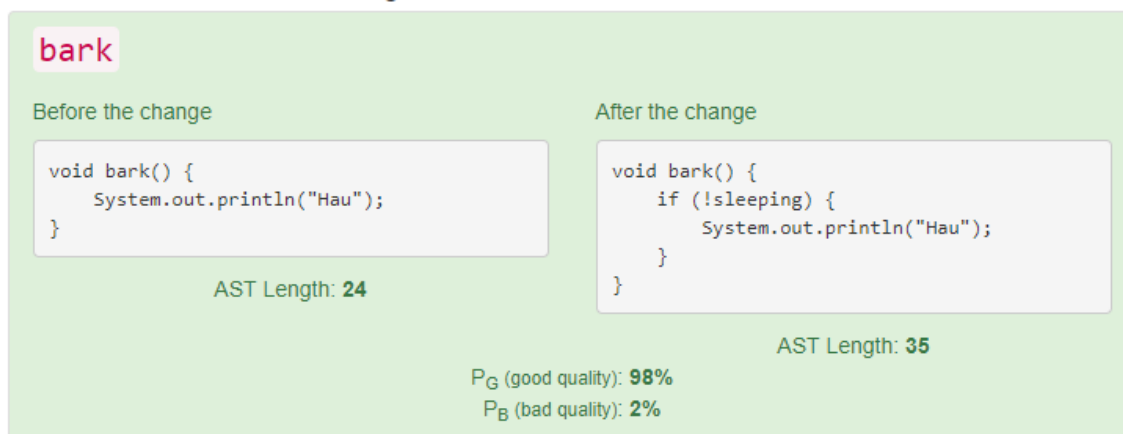 bark
Before the change
void bark() {
    System.out.println("Hau");
}
AST Length: 24
After the change
void bark() {
    if (!sleeping) {
        System.out.println("Hau");
    }
}
AST Length: 35
PG (good quality): 98%
PB (bad quality): 2%